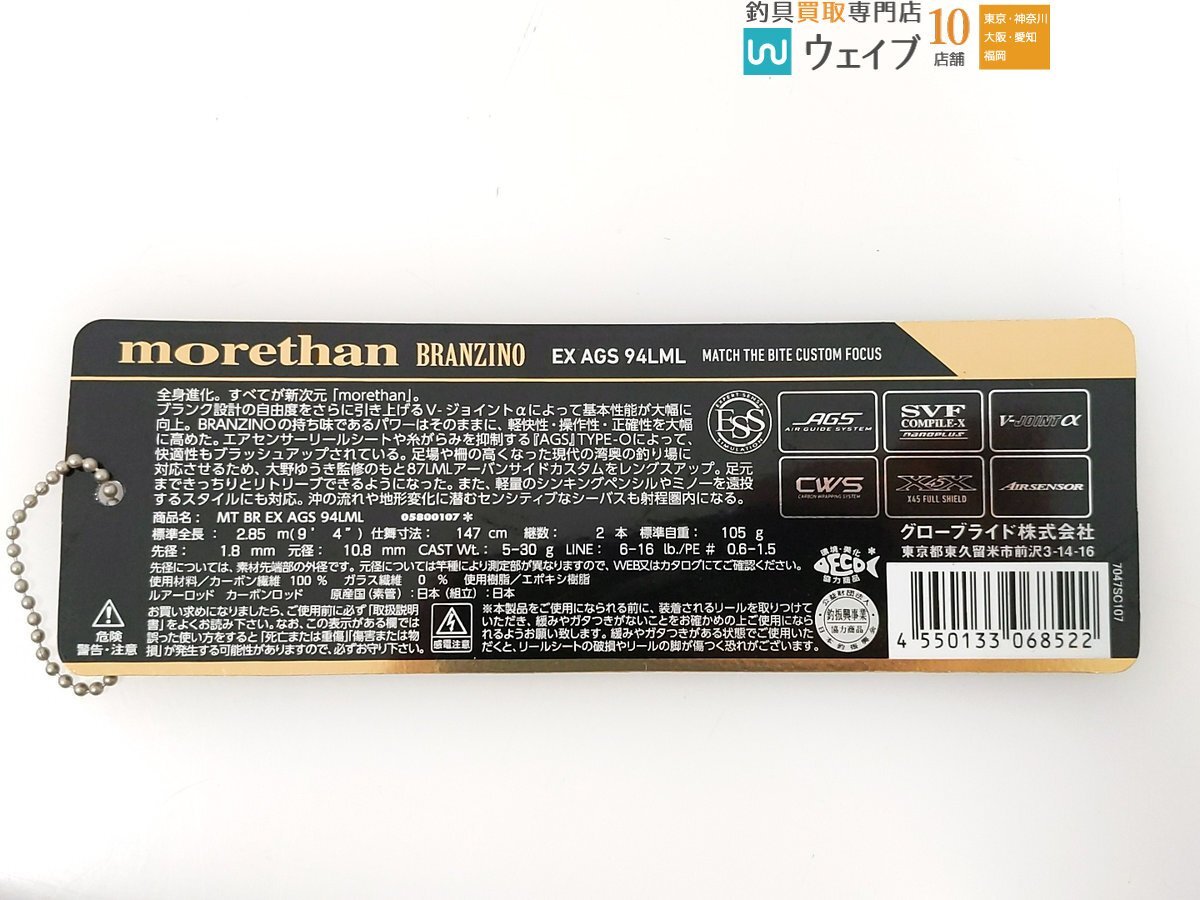 釣具買取専門店
ウェイブ
10
店舗
東京・神奈川
大阪・愛知
福岡
morethan BRANZINO EX AGS 94LML MATCH THE BITE CUSTOM FOCUS
全身進化。すべてが新次元「morethan」。
ブランク設計の自由度をさらに引き上げるV-ジョイントαによって基本性能が大幅に
向上。BRANZINOの持ち味であるパワーはそのままに、軽快性・操作性・正確性を大幅
に高めた。エアセンサーリールシートや糸がらみを抑制する『AGS』TYPE-Oによって、
快適性もブラッシュアップされている。足場や柵の高くなった現代の湾奥の釣り場に
対応させるため、大野ゆうき監修のもと87LMLアーバンサイドカスタムをレングスアップ。足元
まできっちりとリトリーブできるようになった。また、軽量のシンキングペンシルやミノーを遠投
するスタイルにも対応。沖の流れや地形変化に潜むセンシティブなシーバスも射程圏内になる。
商品名: MT BR EX AGS 94LML 05800107*
標準全長: 2.85 m(9' 4") 仕舞寸法: 147 cm 継数: 2 本 標準自重: 105 g
先径: 1.8 mm 元径: 10.8 mm CAST Wt.: 5-30 g LINE: 6-16 lb./PE # 0.6-1.5
先径については、素材先端部の外径です。元径については竿種により測定部が異なりますので、WEB又はカタログにてご確認ください。
使用材料/カーボン繊維 100 % ガラス繊維 0 % 使用樹脂/エポキシ樹脂
ルアーロッド カーボンロッド 原産国(素管):日本(組立):日本
危険
警告・注意
お買い求めになりましたら、ご使用前に必ず「取扱説明
書」をよくお読み下さい。なお、この表示がある欄では
誤った使い方をすると「死亡または重傷」「傷害または物
損」が発生する可能性がありますので、必ずお守り下さい。
感電注意
※本製品をご使用になられる前に、装着されるリールを取りつけて
いただき、緩みやガタつきがないことをお確かめの上ご使用になら
れるようお願い致します。緩みやガタがある状態でご使用いた
だくと、リールシートの破損やリールの脚が傷つく恐れがございます。
EXPERT SENSE
ESS
SIMULATION
AGS
AIR GUIDE SYSTEM
SVF
COMPILE-X
nanoplus
V-JOINT α
CWS
CARBON WRAPPING SYSTEM
X45X
X45 FULL SHIELD
AIRSENSOR
グローブライド株式会社
東京都東久留米市前沢3-14-16
環境・美化
ECO
協力商品
公益財団法人
釣振興事業
協力商品
4 550133 068522
7047SO107